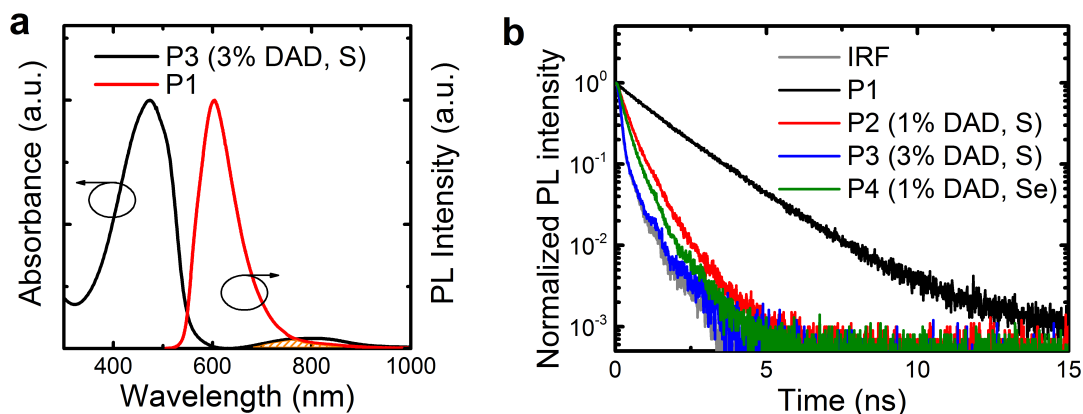 a
P3 (3% DAD, S)
P1
Absorbance (a.u.)
PL Intensity (a.u.)
400 600 800 1000
Wavelength (nm)
b
IRF
P1
P2 (1% DAD, S)
P3 (3% DAD, S)
P4 (1% DAD, Se)
Normalized PL intensity
10⁰
10⁻¹
10⁻²
10⁻³
0 5 10 15
Time (ns)